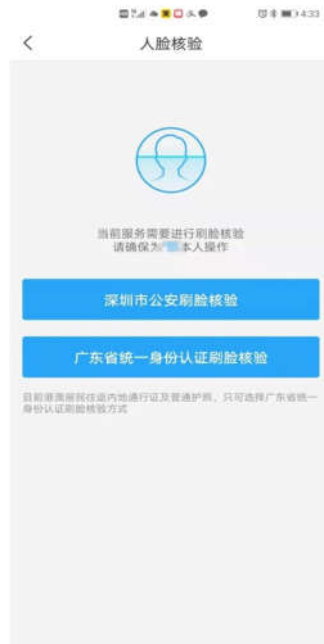 4:33
人脸核验
当前服务需要进行刷脸核验
请确保为本人操作
深圳市公安刷脸核验
广东省统一身份认证刷脸核验
目前港澳居民往返内地通行证及普通护照，只可选择广东省统一
身份认证刷脸核验方式